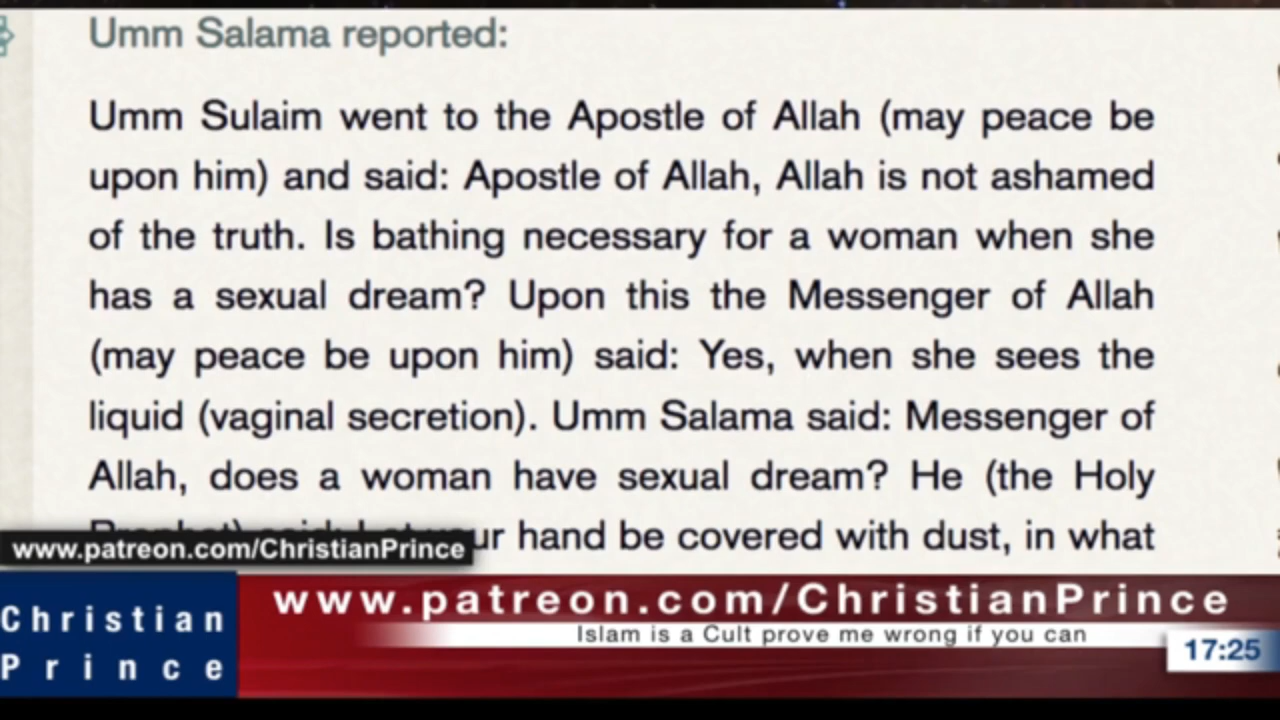 Umm Salama reported:
Umm Sulaim went to the Apostle of Allah (may peace be
upon him) and said: Apostle of Allah, Allah is not ashamed
of the truth. Is bathing necessary for a woman when she
has a sexual dream? Upon this the Messenger of Allah
(may peace be upon him) said: Yes, when she sees the
liquid (vaginal secretion). Umm Salama said: Messenger of
Allah, does a woman have sexual dream? He (the Holy
hand be covered with dust, in what
www.patreon.com/ChristianPrince
Christian
Prince
www.patreon.com/ChristianPrince
Islam is a Cult prove me wrong if you can
17:25